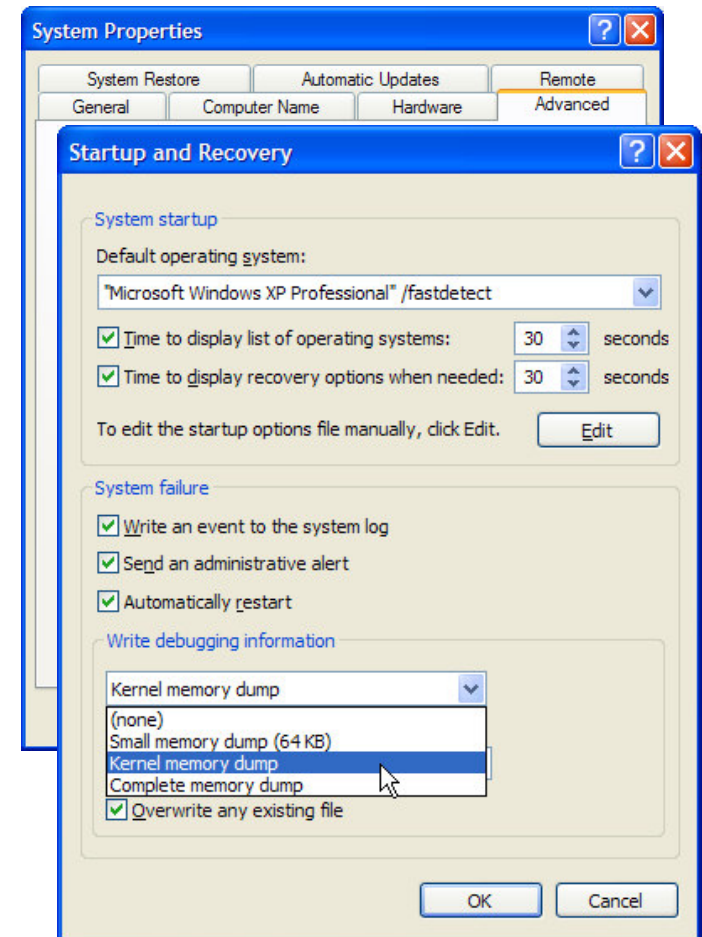 System Properties
System Restore Automatic Updates Remote
General Computer Name Hardware Advanced
Startup and Recovery
System startup
Default operating system:
"Microsoft Windows XP Professional" /fastdetect
Time to display list of operating systems: 30 seconds
Time to display recovery options when needed: 30 seconds
To edit the startup options file manually, click Edit. Edit
System failure
Write an event to the system log
Send an administrative alert
Automatically restart
Write debugging information
Kernel memory dump
(none)
Small memory dump (64 KB)
Kernel memory dump
Complete memory dump
Overwrite any existing file
OK Cancel